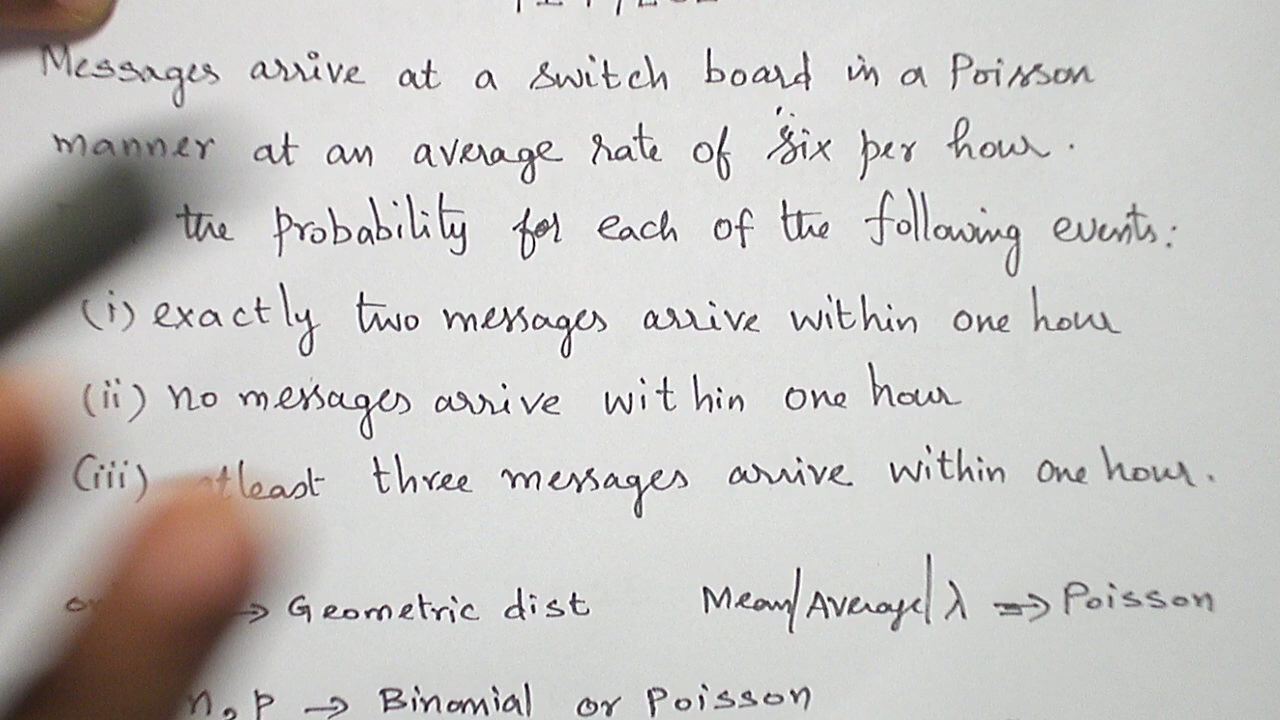 Messages arrive at a switch board in a Poisson
manner at an average rate of six per hour.
the probability for each of the following events:
(i) exactly two messages arrive within one hour
(ii) no messages arrive within one hour
(iii) atleast three messages arrive within one hour.
→ Geometric dist Mean/Average/λ ⇒ Poisson
n, p → Binomial or Poisson